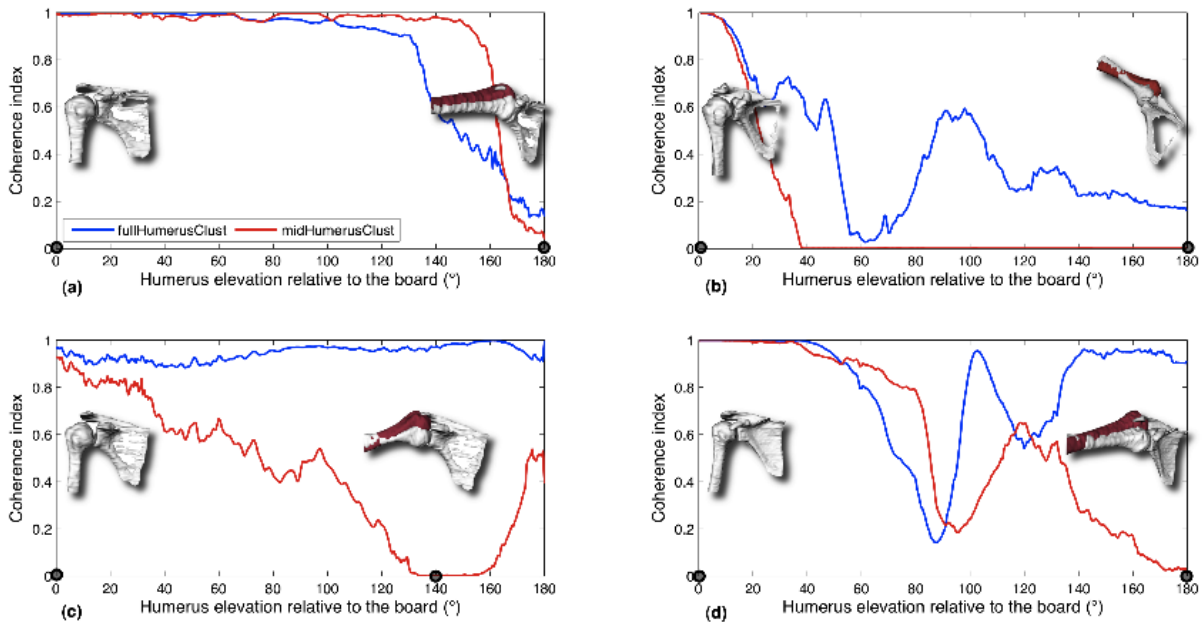 1
0.8
0.6
0.4
0.2
0
Coherence index
fullHumerusClust midHumerusClust
0 20 40 60 80 100 120 140 160 180
Humerus elevation relative to the board (°)
(a)
1
0.8
0.6
0.4
0.2
0
Coherence index
0 20 40 60 80 100 120 140 160 180
Humerus elevation relative to the board (°)
(b)
1
0.8
0.6
0.4
0.2
0
Coherence index
0 20 40 60 80 100 120 140 160 180
Humerus elevation relative to the board (°)
(c)
1
0.8
0.6
0.4
0.2
0
Coherence index
0 20 40 60 80 100 120 140 160 180
Humerus elevation relative to the board (°)
(d)